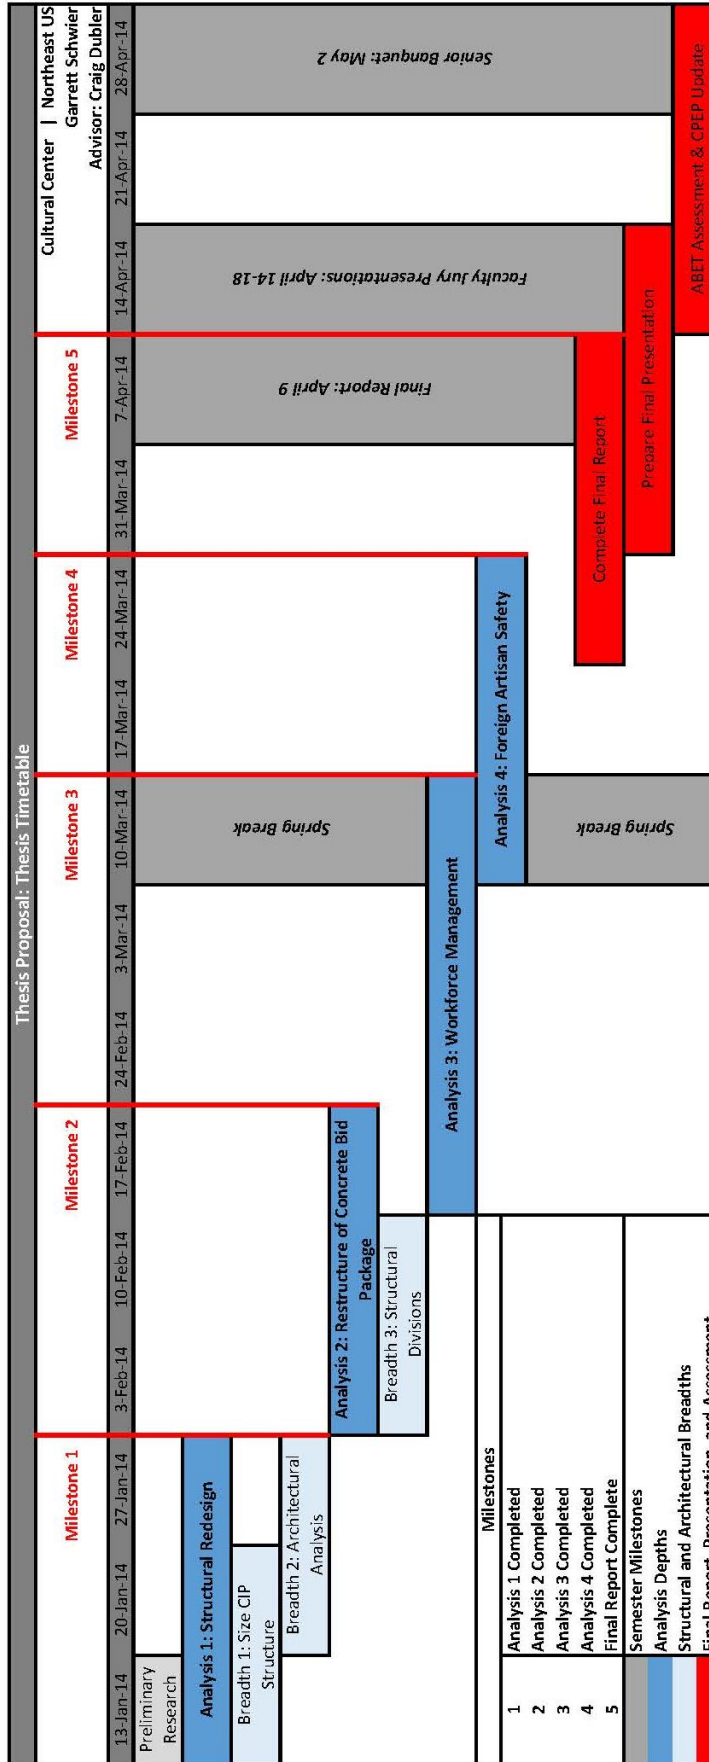 Thesis Proposal: Thesis Timetable
Cultural Center | Northeast US
Garrett Schwier
Advisor: Craig Dubler
Milestone 1
Milestone 2
Milestone 3
Milestone 4
Milestone 5
13-Jan-14
20-Jan-14
27-Jan-14
3-Feb-14
10-Feb-14
17-Feb-14
24-Feb-14
3-Mar-14
10-Mar-14
17-Mar-14
24-Mar-14
31-Mar-14
7-Apr-14
14-Apr-14
21-Apr-14
28-Apr-14
Preliminary
Research
Analysis 1: Structural Redesign
Breadth 1: Size CIP
Structure
Breadth 2: Architectural
Analysis
Analysis 2: Restructure of Concrete Bid
Package
Breadth 3: Structural
Divisions
Analysis 3: Workforce Management
Spring Break
Analysis 4: Foreign Artisan Safety
Spring Break
Final Report: April 9
Complete Final Report
Faculty Jury Presentations: April 14-18
Prepare Final Presentation
Senior Banquet: May 2
ABET Assessment & CPEP Update
Milestones
1 Analysis 1 Completed
2 Analysis 2 Completed
3 Analysis 3 Completed
4 Analysis 4 Completed
5 Final Report Complete
Semester Milestones
Analysis Depths
Structural and Architectural Breadths
Final Report, Presentation, and Assessment